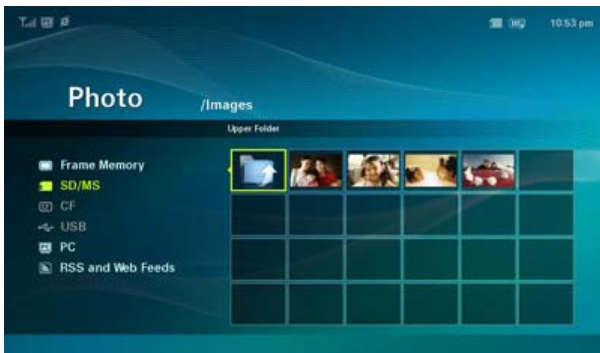 10:53 pm
Photo
/Images
Upper Folder
Frame Memory
SD/MS
CF
USB
PC
RSS and Web Feeds